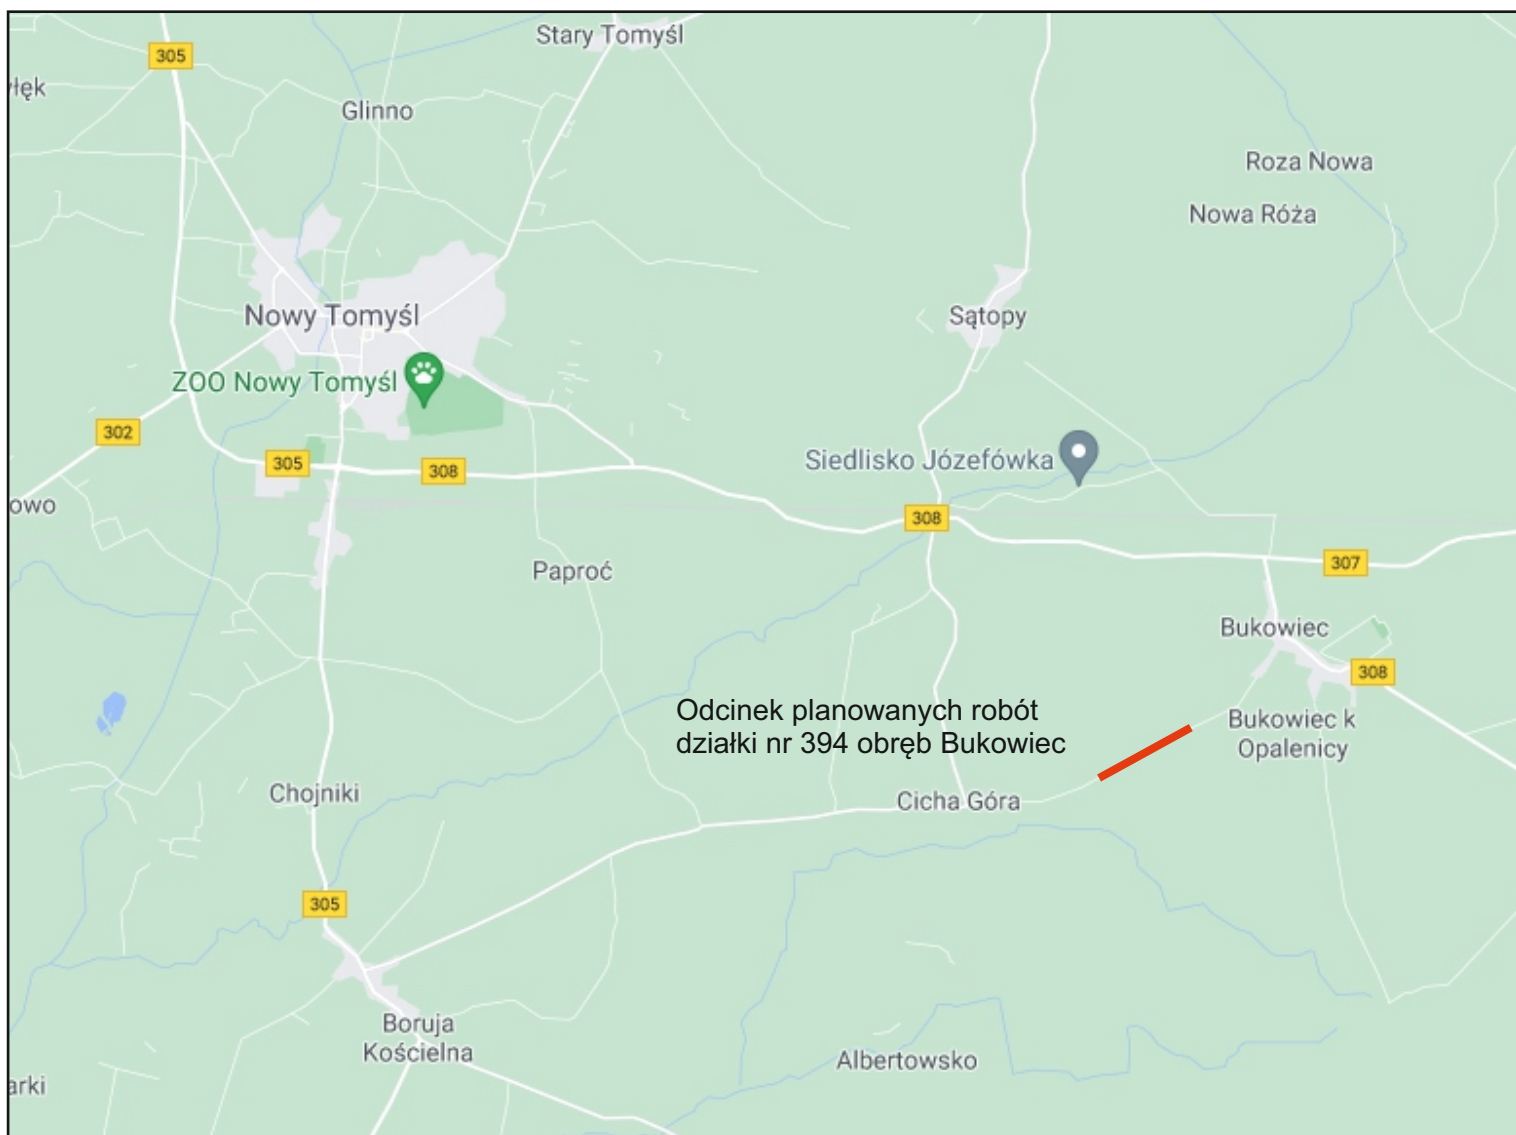 Stary Tomyśl
305
łęk
Glinno
Roza Nowa
Nowa Róża
Nowy Tomyśl
Sątopy
ZOO Nowy Tomyśl
302
305
308
Siedlisko Józefówka
owo
308
307
Paproć
Bukowiec
308
Odcinek planowanych robót
działki nr 394 obręb Bukowiec
Bukowiec k
Opalenicy
Chojniki
Cicha Góra
305
Boruja
Kościelna
Albertowsko
arki